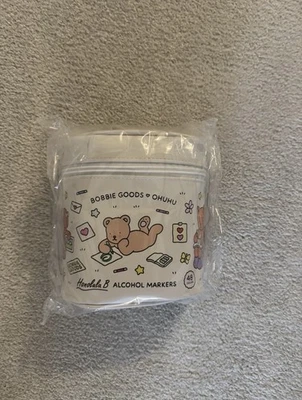 BOBBIE GOODS ♥ OHUHU
Honolulu B ALCOHOL MARKERS
48